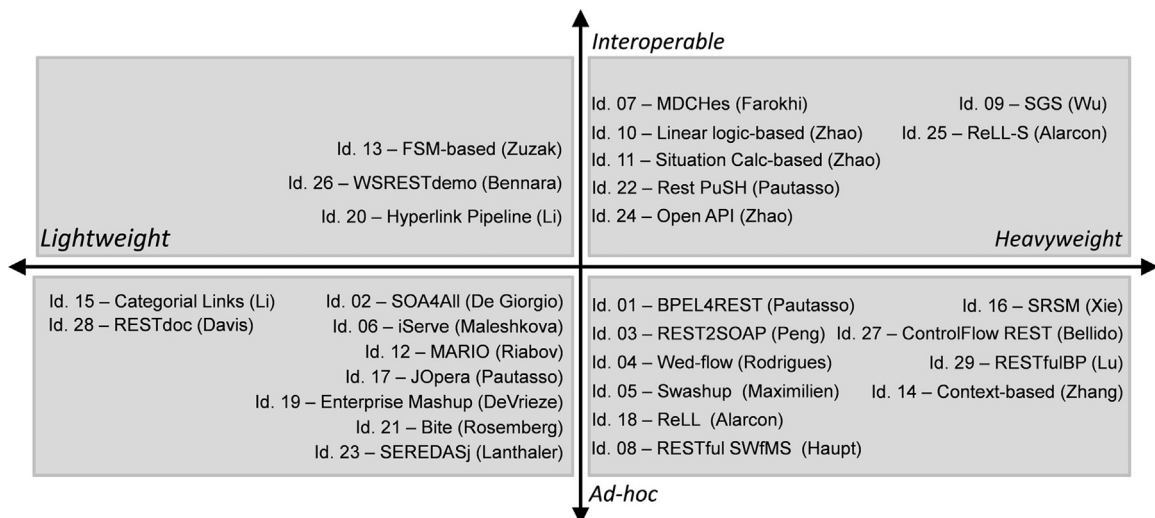 Interoperable
Id. 13 – FSM-based (Zuzak)
Id. 26 – WSRESTdemo (Bennara)
Id. 20 – Hyperlink Pipeline (Li)
Lightweight
Id. 07 – MDCHes (Farokhi)
Id. 09 – SGS (Wu)
Id. 10 – Linear logic-based (Zhao)
Id. 25 – ReLL-S (Alarcon)
Id. 11 – Situation Calc-based (Zhao)
Id. 22 – Rest PuSH (Pautasso)
Id. 24 – Open API (Zhao)
Heavyweight
Id. 15 – Categorial Links (Li)
Id. 28 – RESTdoc (Davis)
Id. 02 – SOA4All (De Giorgio)
Id. 06 – iServe (Maleshkova)
Id. 12 – MARIO (Riabov)
Id. 17 – JOpera (Pautasso)
Id. 19 – Enterprise Mashup (DeVrieze)
Id. 21 – Bite (Rosemberg)
Id. 23 – SEREDASj (Lanthaler)
Id. 01 – BPEL4REST (Pautasso)
Id. 16 – SRSM (Xie)
Id. 03 – REST2SOAP (Peng)
Id. 27 – ControlFlow REST (Bellido)
Id. 04 – Wed-flow (Rodrigues)
Id. 29 – RESTfulBP (Lu)
Id. 05 – Swashup (Maximilien)
Id. 14 – Context-based (Zhang)
Id. 18 – ReLL (Alarcon)
Id. 08 – RESTful SWfMS (Haupt)
Ad-hoc